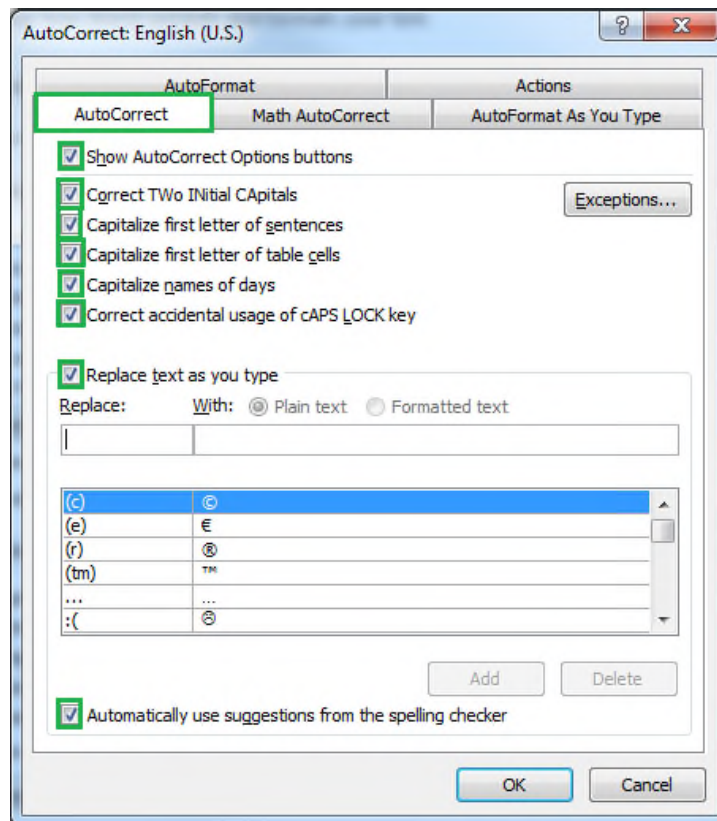 AutoCorrect: English (U.S.)
AutoFormat Actions
AutoCorrect Math AutoCorrect AutoFormat As You Type
Show AutoCorrect Options buttons
Correct TWo INitial CApitals Exceptions...
Capitalize first letter of sentences
Capitalize first letter of table cells
Capitalize names of days
Correct accidental usage of cAPS LOCK key
Replace text as you type
Replace: With: Plain text Formatted text
(c) ©
(e) €
(r) ®
(tm) ™
... …
:( ☹
Add Delete
Automatically use suggestions from the spelling checker
OK Cancel